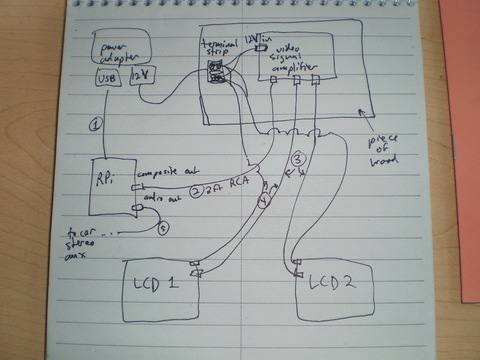 power
adapter
USB
12V
terminal
strip
12V in
video
signal
amplifier
piece
of
wood
1
RPi
composite out
2 3ft RCA
audio out
5
to car ...
stereo
aux
3
4
LCD 1
LCD 2